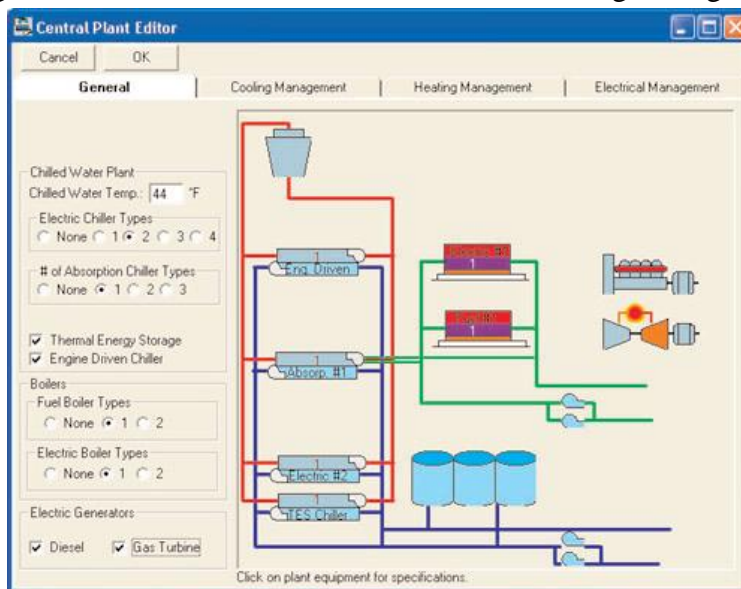 Central Plant Editor
Cancel OK
General Cooling Management Heating Management Electrical Management
Chilled Water Plant
Chilled Water Temp.: 44 °F
Electric Chiller Types
None 1 2 3 4
# of Absorption Chiller Types
None 1 2 3
Thermal Energy Storage
Engine Driven Chiller
Boilers
Fuel Boiler Types
None 1 2
Electric Boiler Types
None 1 2
Electric Generators
Diesel Gas Turbine
1
Eng. Driven
1
Absorp. #1
1
Electric #2
1
TES Chiller
1
1
Click on plant equipment for specifications.